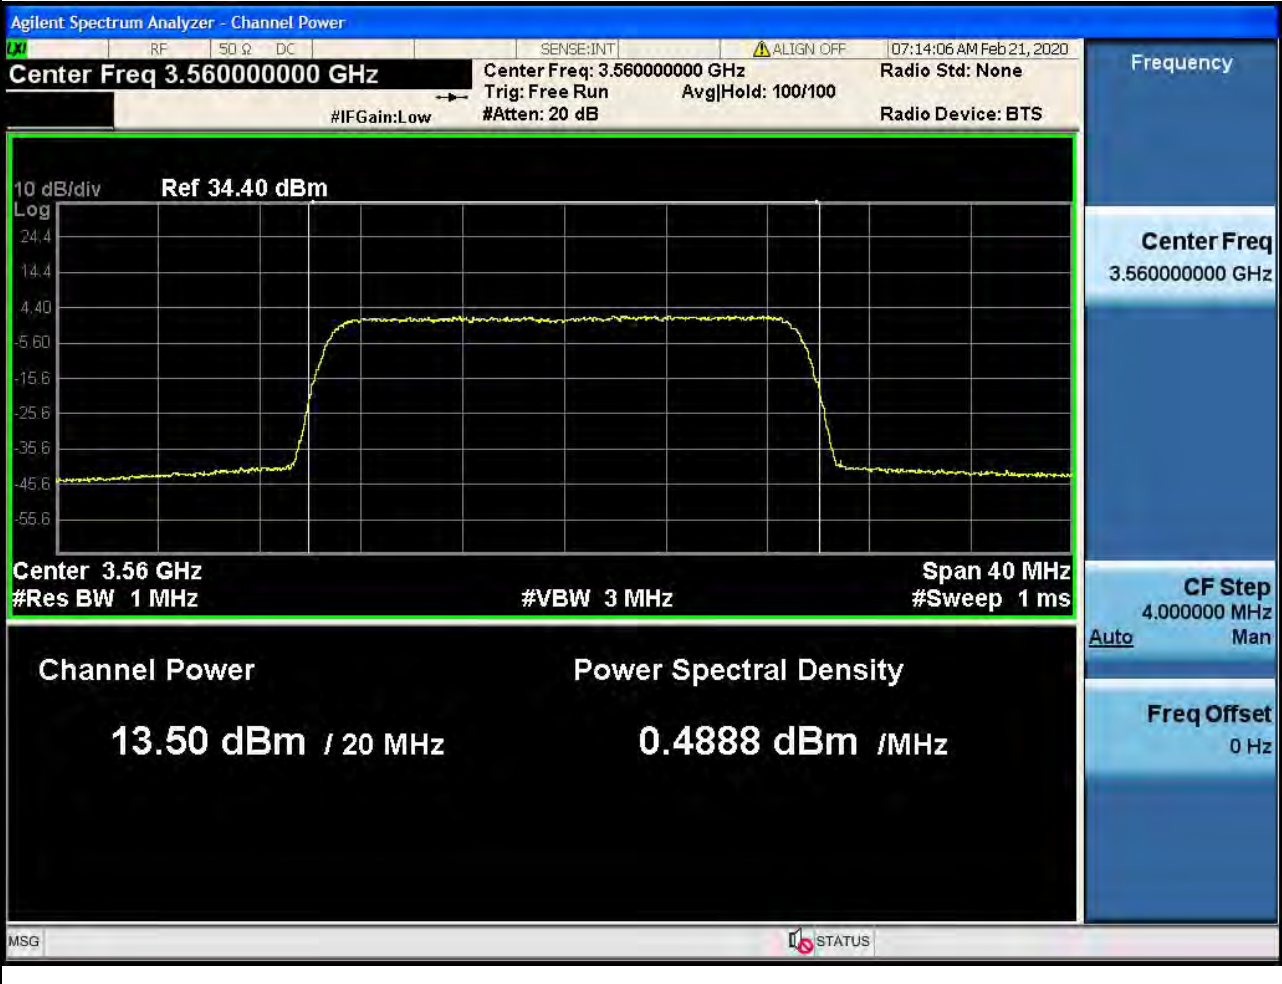 Agilent Spectrum Analyzer - Channel Power
LXI RF 50 Ω DC SENSE:INT ALIGN OFF 07:14:06 AM Feb 21, 2020
Center Freq 3.560000000 GHz
Center Freq: 3.560000000 GHz
Radio Std: None
Trig: Free Run Avg|Hold: 100/100
#IFGain:Low
#Atten: 20 dB
Radio Device: BTS
10 dB/div Ref 34.40 dBm
Log
24.4
14.4
4.40
-5.60
-15.6
-25.6
-35.6
-45.6
-55.6
Center 3.56 GHz Span 40 MHz
#Res BW 1 MHz #VBW 3 MHz #Sweep 1 ms
Channel Power Power Spectral Density
13.50 dBm / 20 MHz 0.4888 dBm /MHz
Frequency
Center Freq
3.560000000 GHz
CF Step
4.000000 MHz
Auto Man
Freq Offset
0 Hz
MSG STATUS